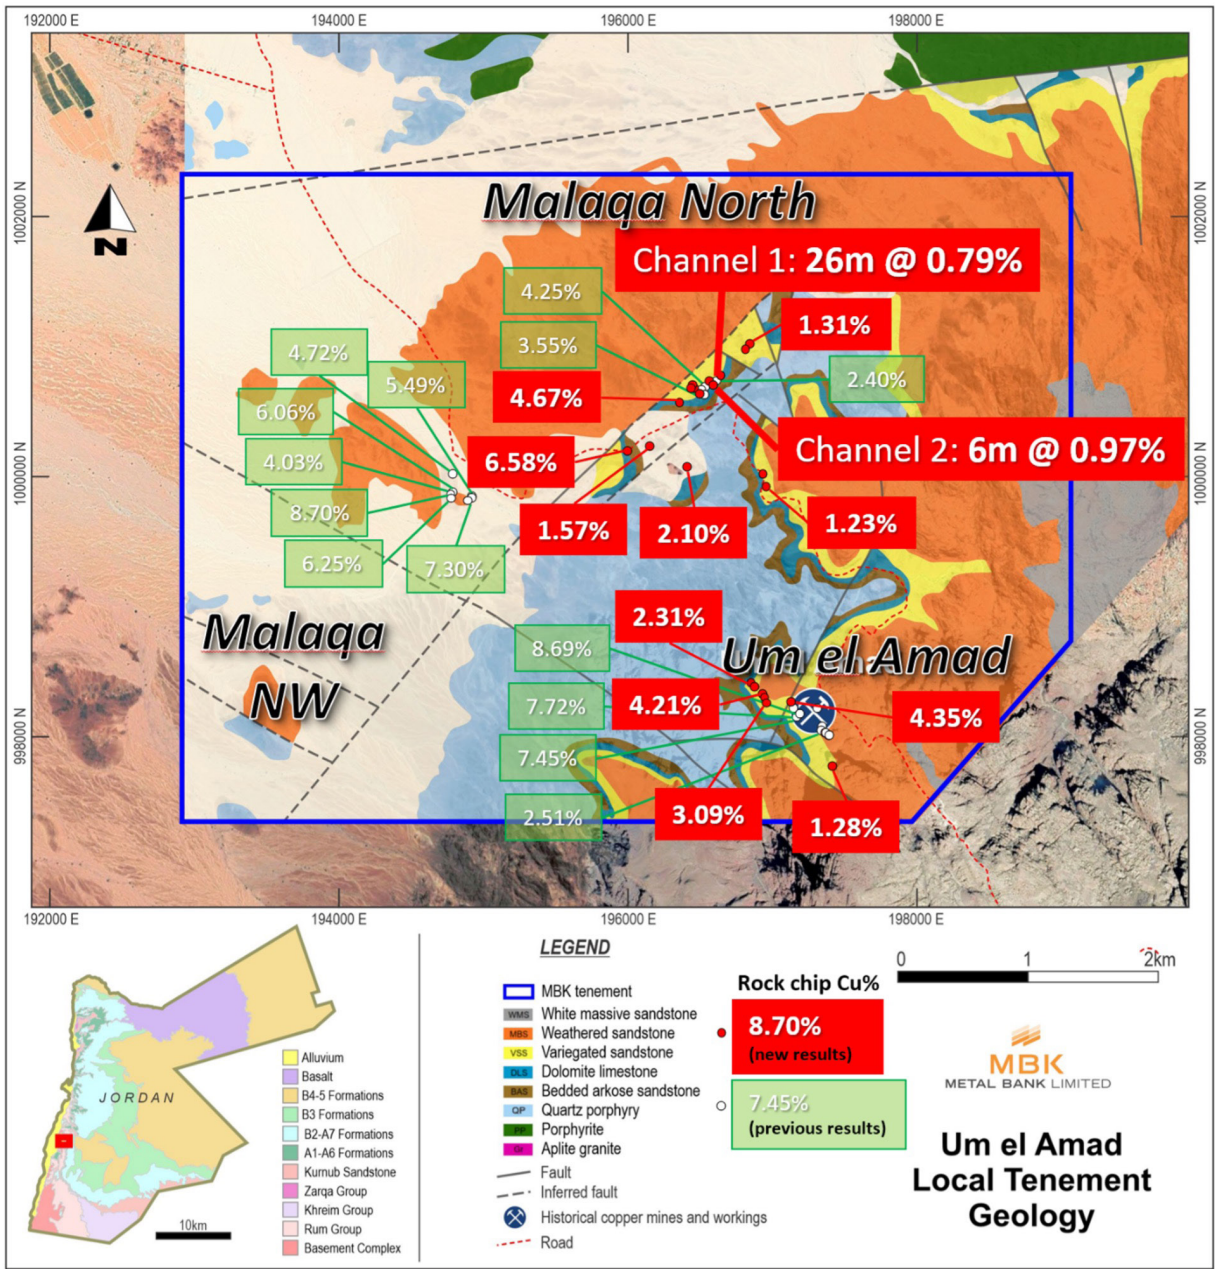 192000 E
194000 E
196000 E
198000 E
1002000 N
1002000 N
N
Malaqa North
Channel 1: 26m @ 0.79%
4.25%
1.31%
3.55%
4.72%
5.49%
2.40%
4.67%
6.06%
Channel 2: 6m @ 0.97%
4.03%
6.58%
1000000 N
1000000 N
8.70%
1.57%
2.10%
1.23%
6.25%
7.30%
Malaqa
NW
2.31%
8.69%
Um el Amad
7.72%
4.21%
4.35%
998000 N
998000 N
7.45%
2.51%
3.09%
1.28%
192000 E
194000 E
196000 E
198000 E
JORDAN
10km
Alluvium
Basalt
B4-5 Formations
B3 Formations
B2-A7 Formations
A1-A6 Formations
Kurnub Sandstone
Zarqa Group
Khreim Group
Rum Group
Basement Complex
LEGEND
MBK tenement
WMS White massive sandstone
MBS Weathered sandstone
VSS Variegated sandstone
DLS Dolomite limestone
BAS Bedded arkose sandstone
QP Quartz porphyry
PP Porphyrite
Gr Aplite granite
Fault
Inferred fault
Historical copper mines and workings
Road
Rock chip Cu%
8.70%
(new results)
7.45%
(previous results)
0 1 2km
MBK
METAL BANK LIMITED
Um el Amad
Local Tenement
Geology